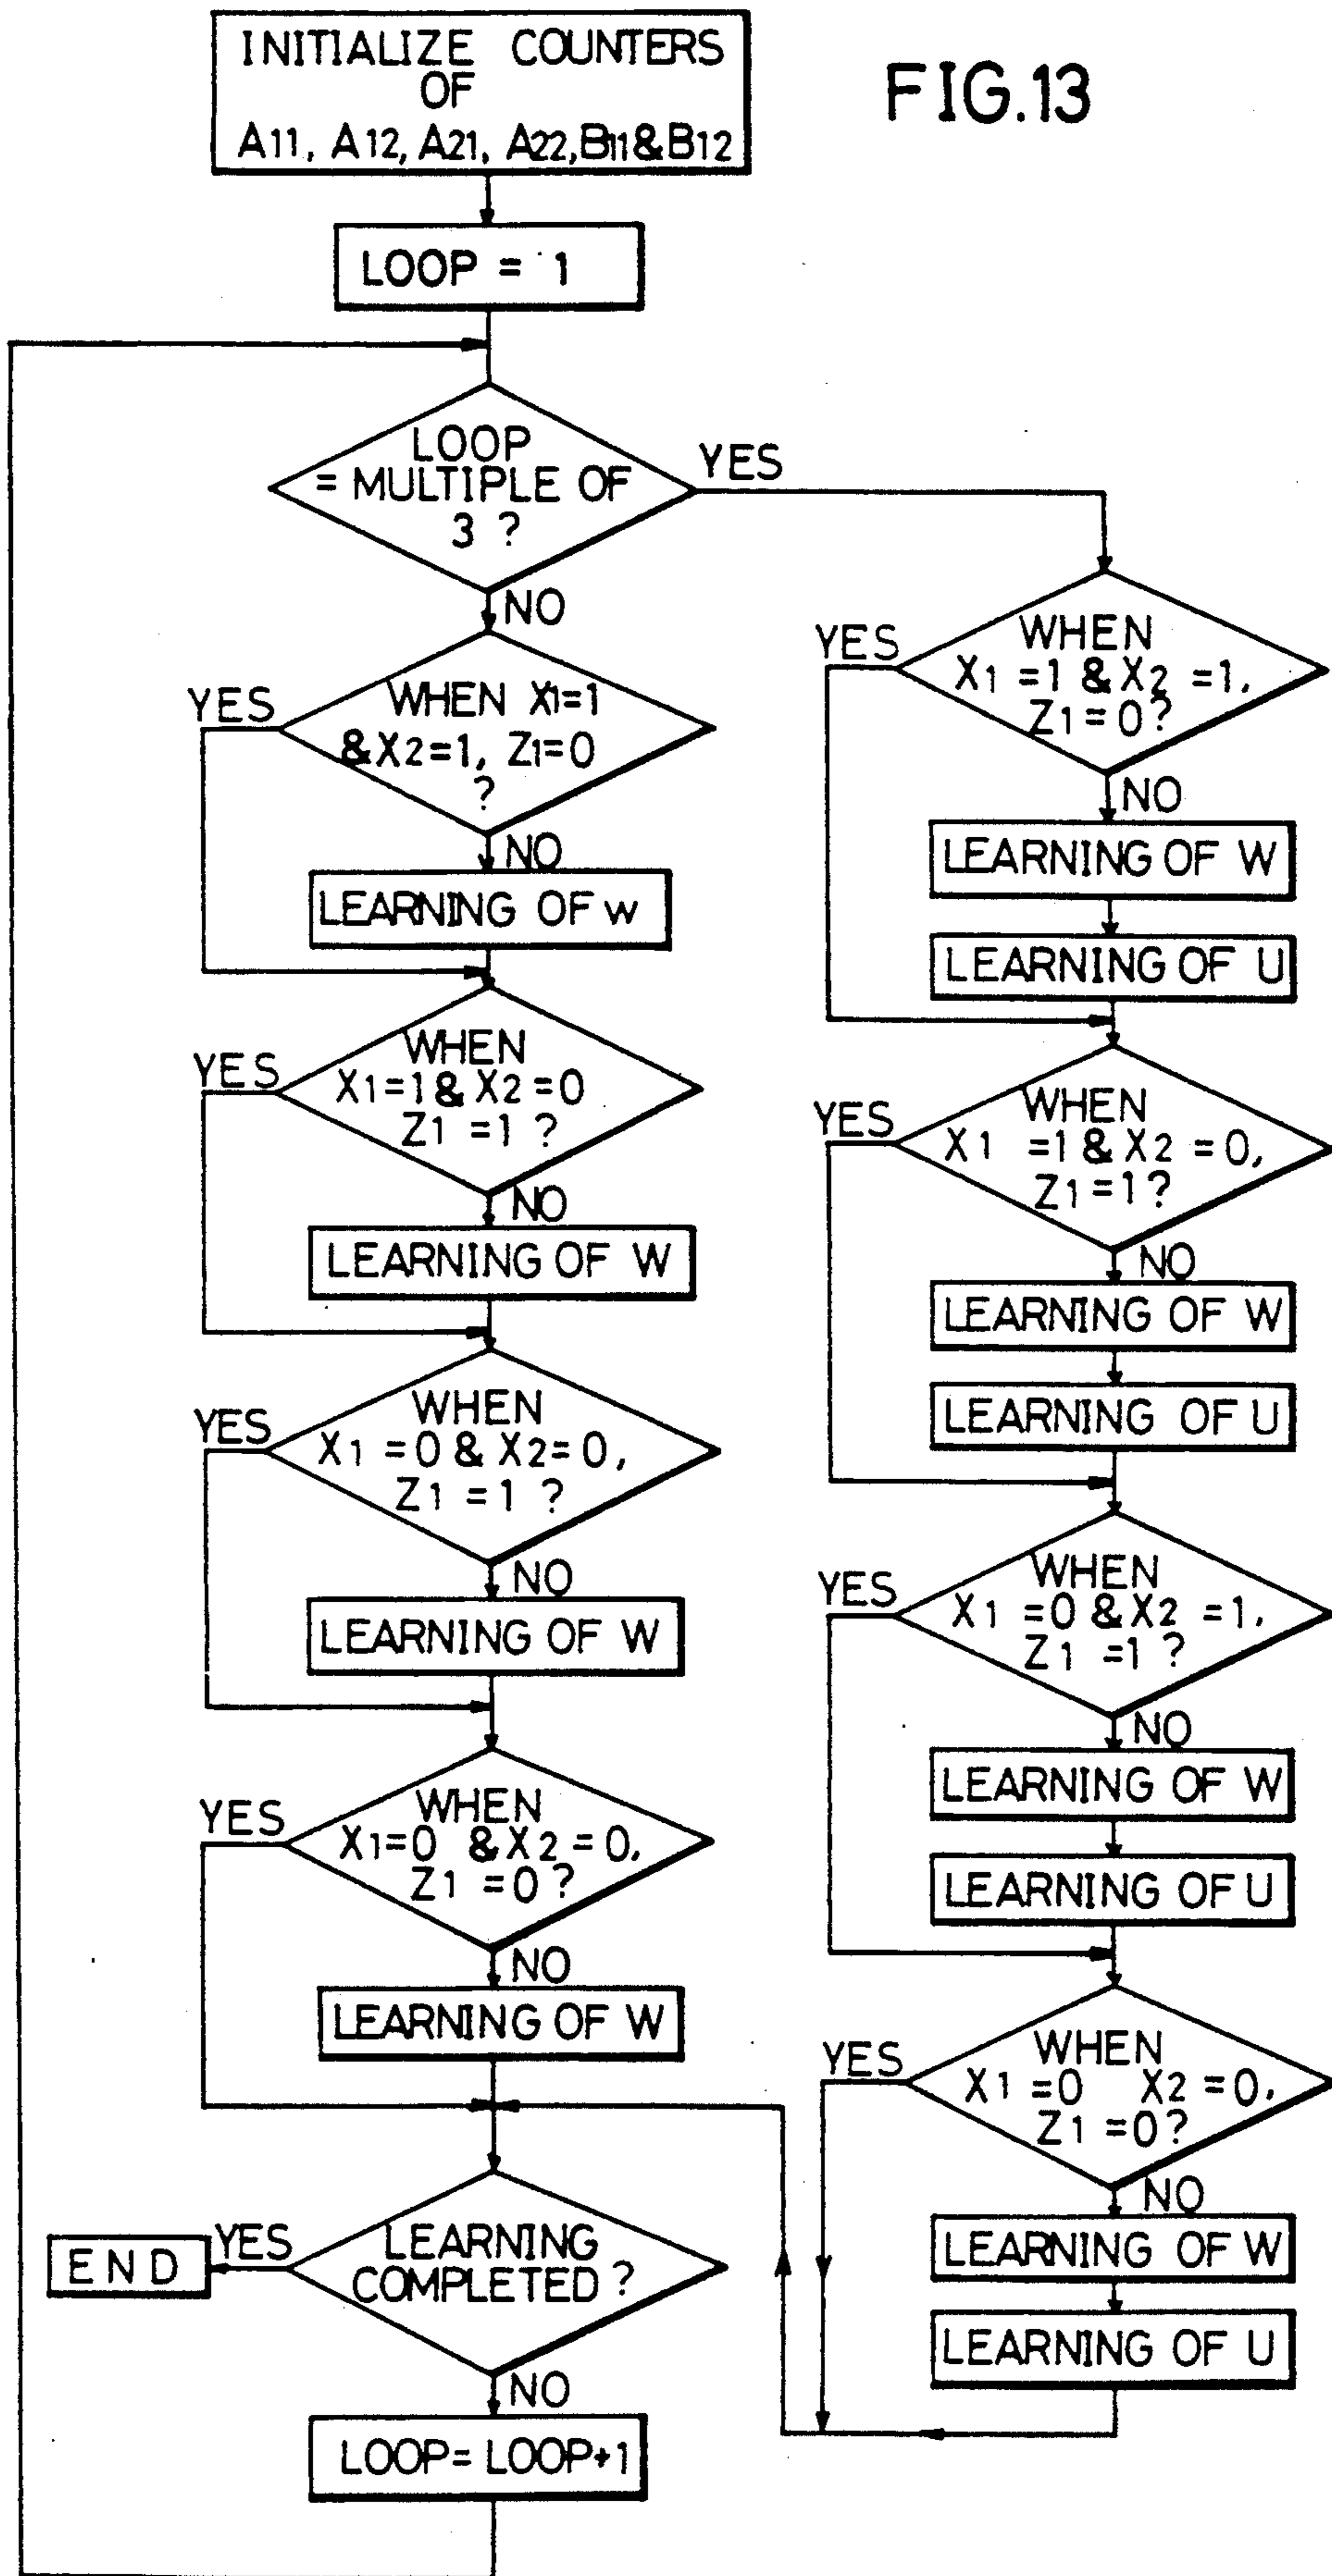 FIG.13
INITIALIZE COUNTERS
OF
A11, A12, A21, A22, B11&B12
LOOP = 1
LOOP
= MULTIPLE OF
3 ?
YES
NO
WHEN X1=1
&X2=1, Z1=0
?
YES
NO
LEARNING OF w
WHEN
X1=1 & X2=0
Z1=1 ?
YES
NO
LEARNING OF W
WHEN
X1=0 & X2=0,
Z1=1 ?
YES
NO
LEARNING OF W
WHEN
X1=0 & X2=0,
Z1=0?
YES
NO
LEARNING OF W
LEARNING
COMPLETED ?
YES
END
NO
LOOP=LOOP+1
WHEN
X1=1 & X2=1,
Z1=0?
YES
NO
LEARNING OF W
LEARNING OF U
WHEN
X1=1 & X2=0,
Z1=1?
YES
NO
LEARNING OF W
LEARNING OF U
WHEN
X1=0 & X2=1,
Z1=1 ?
YES
NO
LEARNING OF W
LEARNING OF U
WHEN
X1=0 X2=0,
Z1=0?
YES
NO
LEARNING OF W
LEARNING OF U